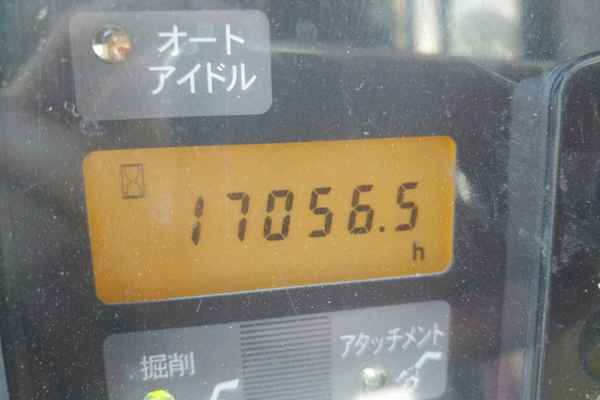 オート
アイドル
17056.5
h
掘削
アタッチメント